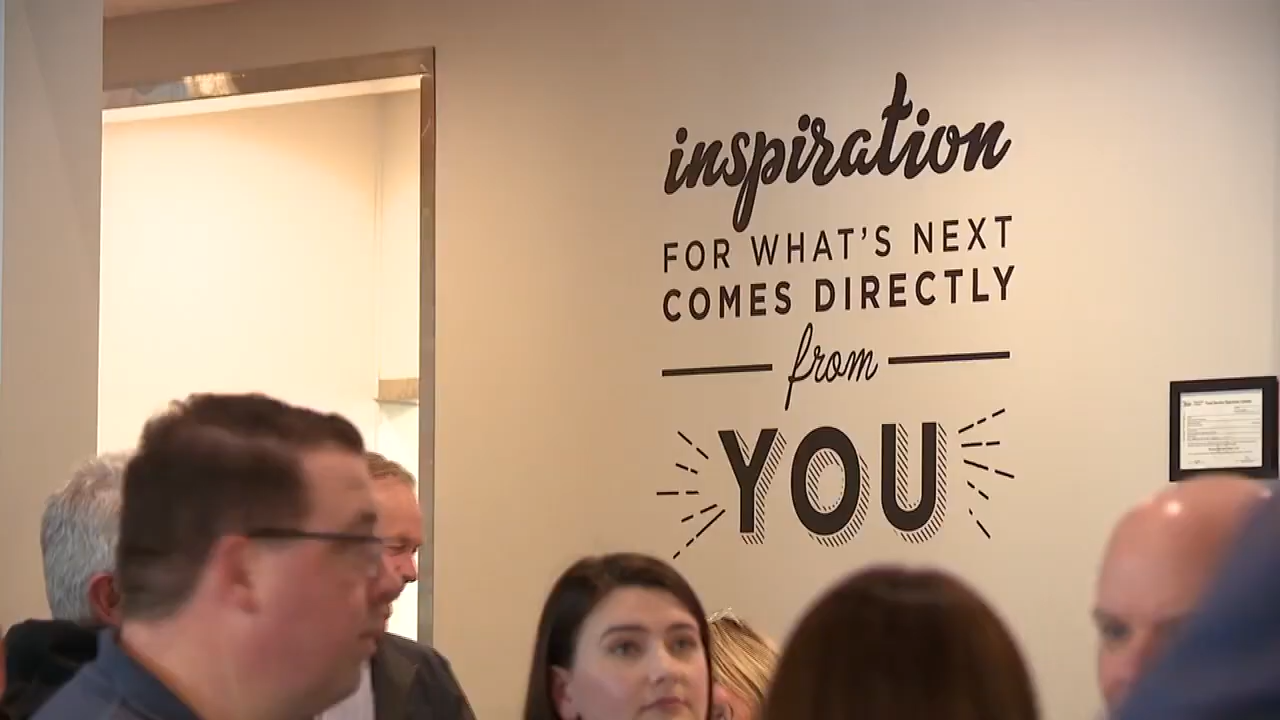 inspiration
FOR WHAT'S NEXT
COMES DIRECTLY
from
YOU